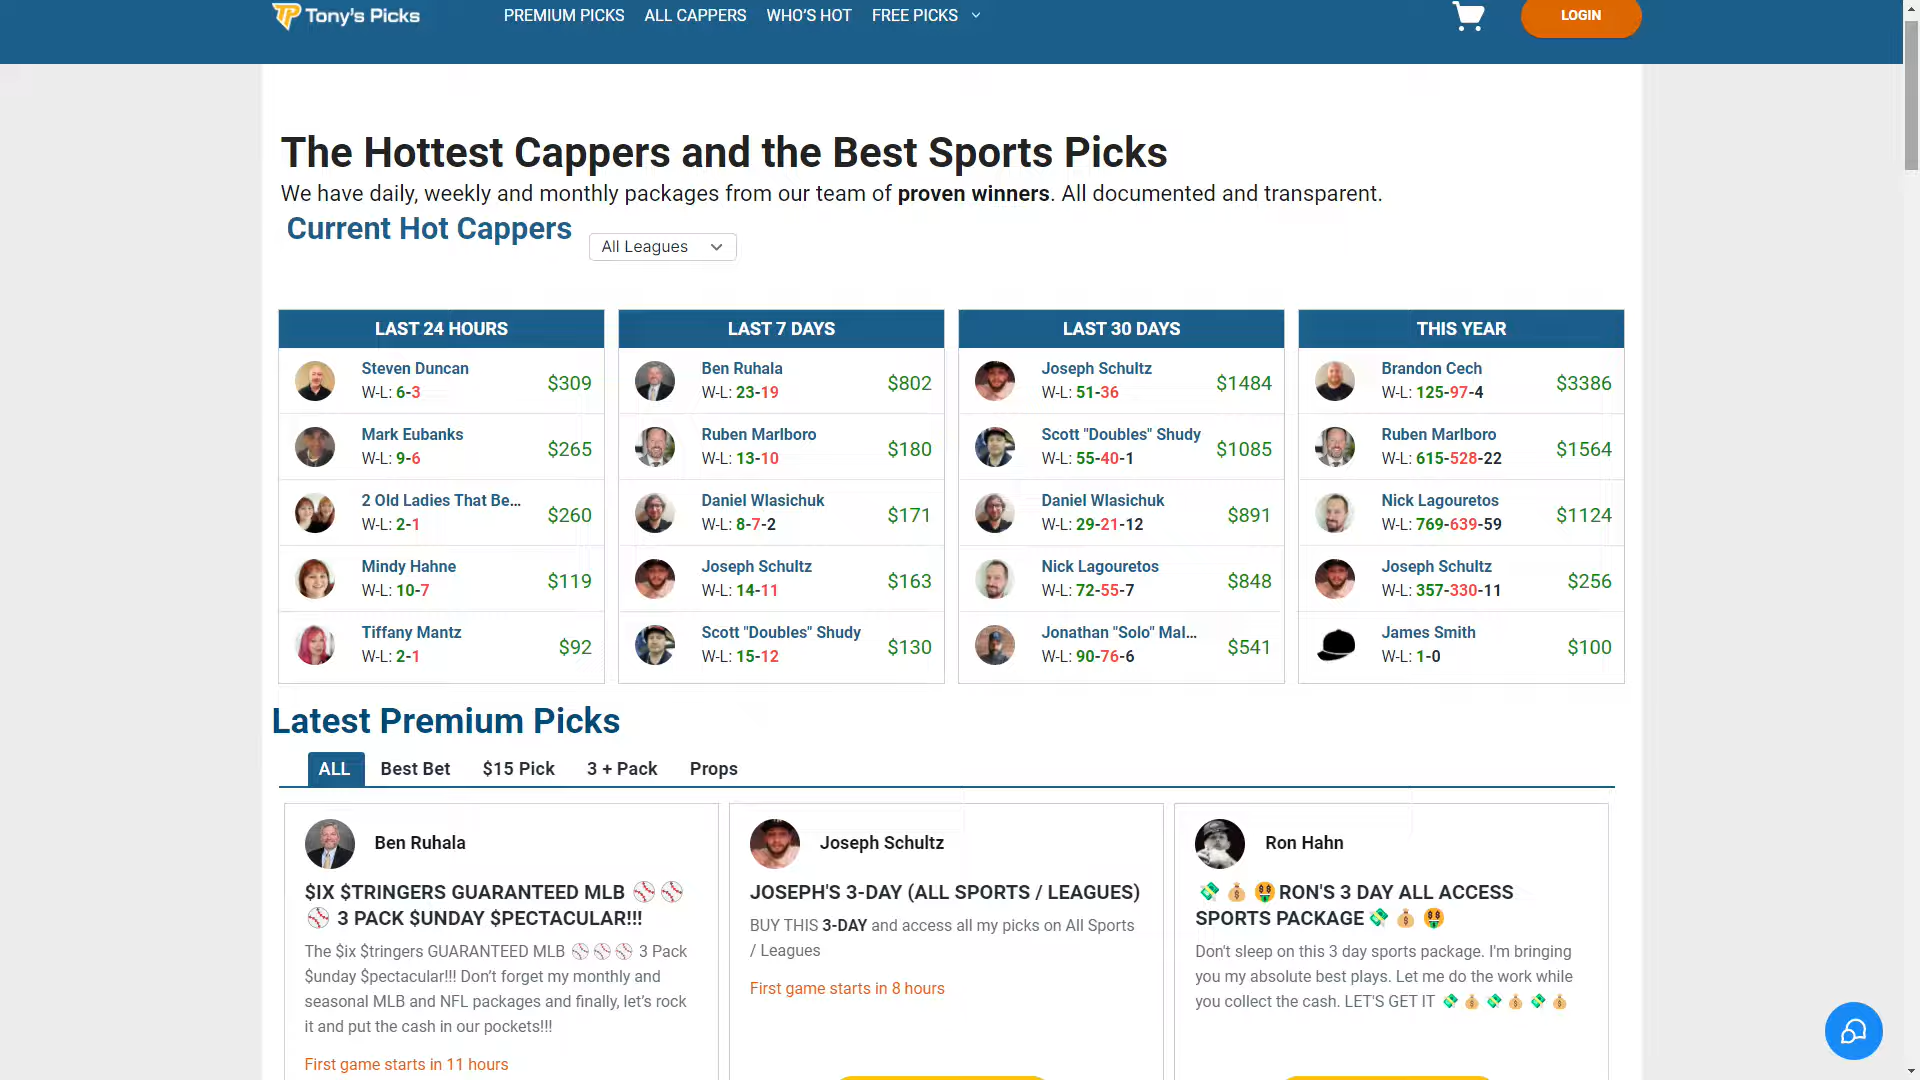 Tony's Picks
PREMIUM PICKS
ALL CAPPERS
WHO'S HOT
FREE PICKS
LOGIN
The Hottest Cappers and the Best Sports Picks
We have daily, weekly and monthly packages from our team of proven winners. All documented and transparent.
Current Hot Cappers
All Leagues
LAST 24 HOURS
Steven Duncan
W-L: 6-3
$309
Mark Eubanks
W-L: 9-6
$265
2 Old Ladies That Be...
W-L: 2-1
$260
Mindy Hahne
W-L: 10-7
$119
Tiffany Mantz
W-L: 2-1
$92
LAST 7 DAYS
Ben Ruhala
W-L: 23-19
$802
Ruben Marlboro
W-L: 13-10
$180
Daniel Wlasichuk
W-L: 8-7-2
$171
Joseph Schultz
W-L: 14-11
$163
Scott "Doubles" Shudy
W-L: 15-12
$130
LAST 30 DAYS
Joseph Schultz
W-L: 51-36
$1484
Scott "Doubles" Shudy
W-L: 55-40-1
$1085
Daniel Wlasichuk
W-L: 29-21-12
$891
Nick Lagouretos
W-L: 72-55-7
$848
Jonathan "Solo" Mal...
W-L: 90-76-6
$541
THIS YEAR
Brandon Cech
W-L: 125-97-4
$3386
Ruben Marlboro
W-L: 615-528-22
$1564
Nick Lagouretos
W-L: 769-639-59
$1124
Joseph Schultz
W-L: 357-330-11
$256
James Smith
W-L: 1-0
$100
Latest Premium Picks
ALL
Best Bet
$15 Pick
3 + Pack
Props
Ben Ruhala
$IX $TRINGERS GUARANTEED MLB ⚾⚾
⚾ 3 PACK $UNDAY $PECTACULAR!!!
The $ix $tringers GUARANTEED MLB ⚾⚾⚾ 3 Pack
$unday $pectacular!!! Don't forget my monthly and
seasonal MLB and NFL packages and finally, let's rock
it and put the cash in our pockets!!!
First game starts in 11 hours
Joseph Schultz
JOSEPH'S 3-DAY (ALL SPORTS / LEAGUES)
BUY THIS 3-DAY and access all my picks on All Sports
/ Leagues
First game starts in 8 hours
Ron Hahn
💸💰🤑RON'S 3 DAY ALL ACCESS
SPORTS PACKAGE💸💰🤑
Don't sleep on this 3 day sports package. I'm bringing
you my absolute best plays. Let me do the work while
you collect the cash. LET'S GET IT 💸💰💸💰💸💰